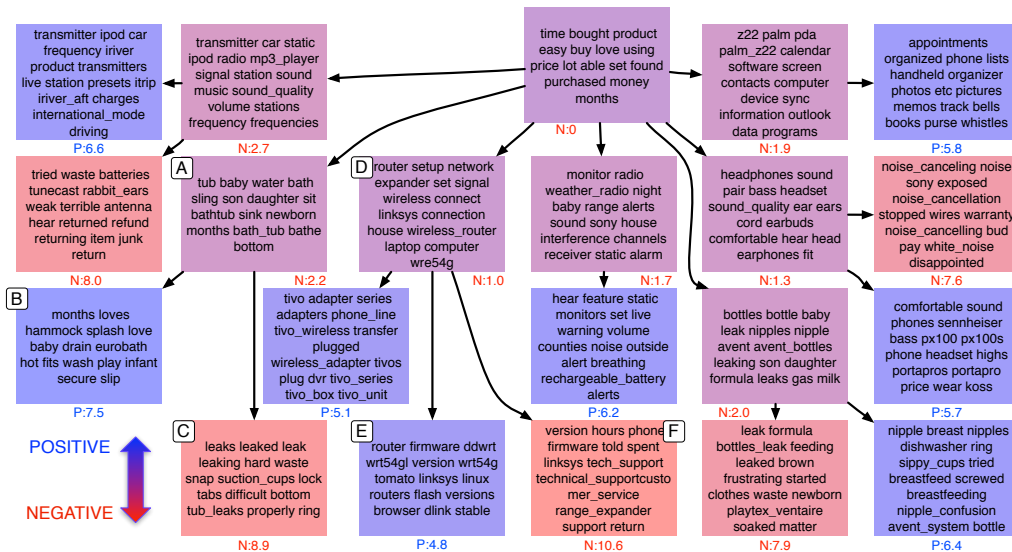 transmitter ipod car
frequency iriver
product transmitters
live station presets itrip
iriver_aft charges
international_mode
driving
P:6.6
transmitter car static
ipod radio mp3_player
signal station sound
music sound_quality
volume stations
frequency frequencies
N:2.7
time bought product
easy buy love using
price lot able set found
purchased money
months
N:0
z22 palm pda
palm_z22 calendar
software screen
contacts computer
device sync
information outlook
data programs
N:1.9
appointments
organized phone lists
handheld organizer
photos etc pictures
memos track bells
books purse whistles
P:5.8
tried waste batteries
tunecast rabbit_ears
weak terrible antenna
hear returned refund
returning item junk
return
N:8.0
A
tub baby water bath
sling son daughter sit
bathtub sink newborn
months bath_tub bathe
bottom
N:2.2
D
router setup network
expander set signal
wireless connect
linksys connection
house wireless_router
laptop computer
wre54g
N:1.0
monitor radio
weather_radio night
baby range alerts
sound sony house
interference channels
receiver static alarm
N:1.7
headphones sound
pair bass headset
sound_quality ear ears
cord earbuds
comfortable hear head
earphones fit
N:1.3
noise_canceling noise
sony exposed
noise_cancellation
stopped wires warranty
noise_cancelling bud
pay white_noise
disappointed
N:7.6
B
months loves
hammock splash love
baby drain eurobath
hot fits wash play infant
secure slip
P:7.5
tivo adapter series
adapters phone_line
tivo_wireless transfer
plugged
wireless_adapter tivos
plug dvr tivo_series
tivo_box tivo_unit
P:5.1
hear feature static
monitors set live
warning volume
counties noise outside
alert breathing
rechargeable_battery
alerts
P:6.2
bottles bottle baby
leak nipples nipple
avent avent_bottles
leaking son daughter
formula leaks gas milk
N:2.0
comfortable sound
phones sennheiser
bass px100 px100s
phone headset highs
portapros portapro
price wear koss
P:5.7
POSITIVE
NEGATIVE
C
leaks leaked leak
leaking hard waste
snap suction_cups lock
tabs difficult bottom
tub_leaks properly ring
N:8.9
E
router firmware ddwrt
wrt54gl version wrt54g
tomato linksys linux
routers flash versions
browser dlink stable
P:4.8
version hours phone
firmware told spent
linksys tech_support
technical_supportcusto
mer_service
range_expander
support return
N:10.6
F
leak formula
bottles_leak feeding
leaked brown
frustrating started
clothes waste newborn
playtex_ventaire
soaked matter
N:7.9
nipple breast nipples
dishwasher ring
sippy_cups tried
breastfeed screwed
breastfeeding
nipple_confusion
avent_system bottle
P:6.4